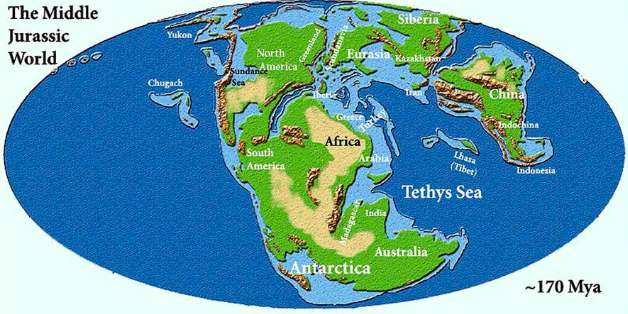 The Middle
Jurassic
World
Siberia
Yukon
Greenland
Fennoscandia
North
America
Eurasia
Kazakhstan
Sundance
Sea
Chugach
Iran
China
Iberia
Greece
Turkey
Indochina
Africa
South
America
Arabia
Lhasa
(Tibet)
Indonesia
Tethys Sea
Madagascar
India
Australia
Antarctica
~170 Mya